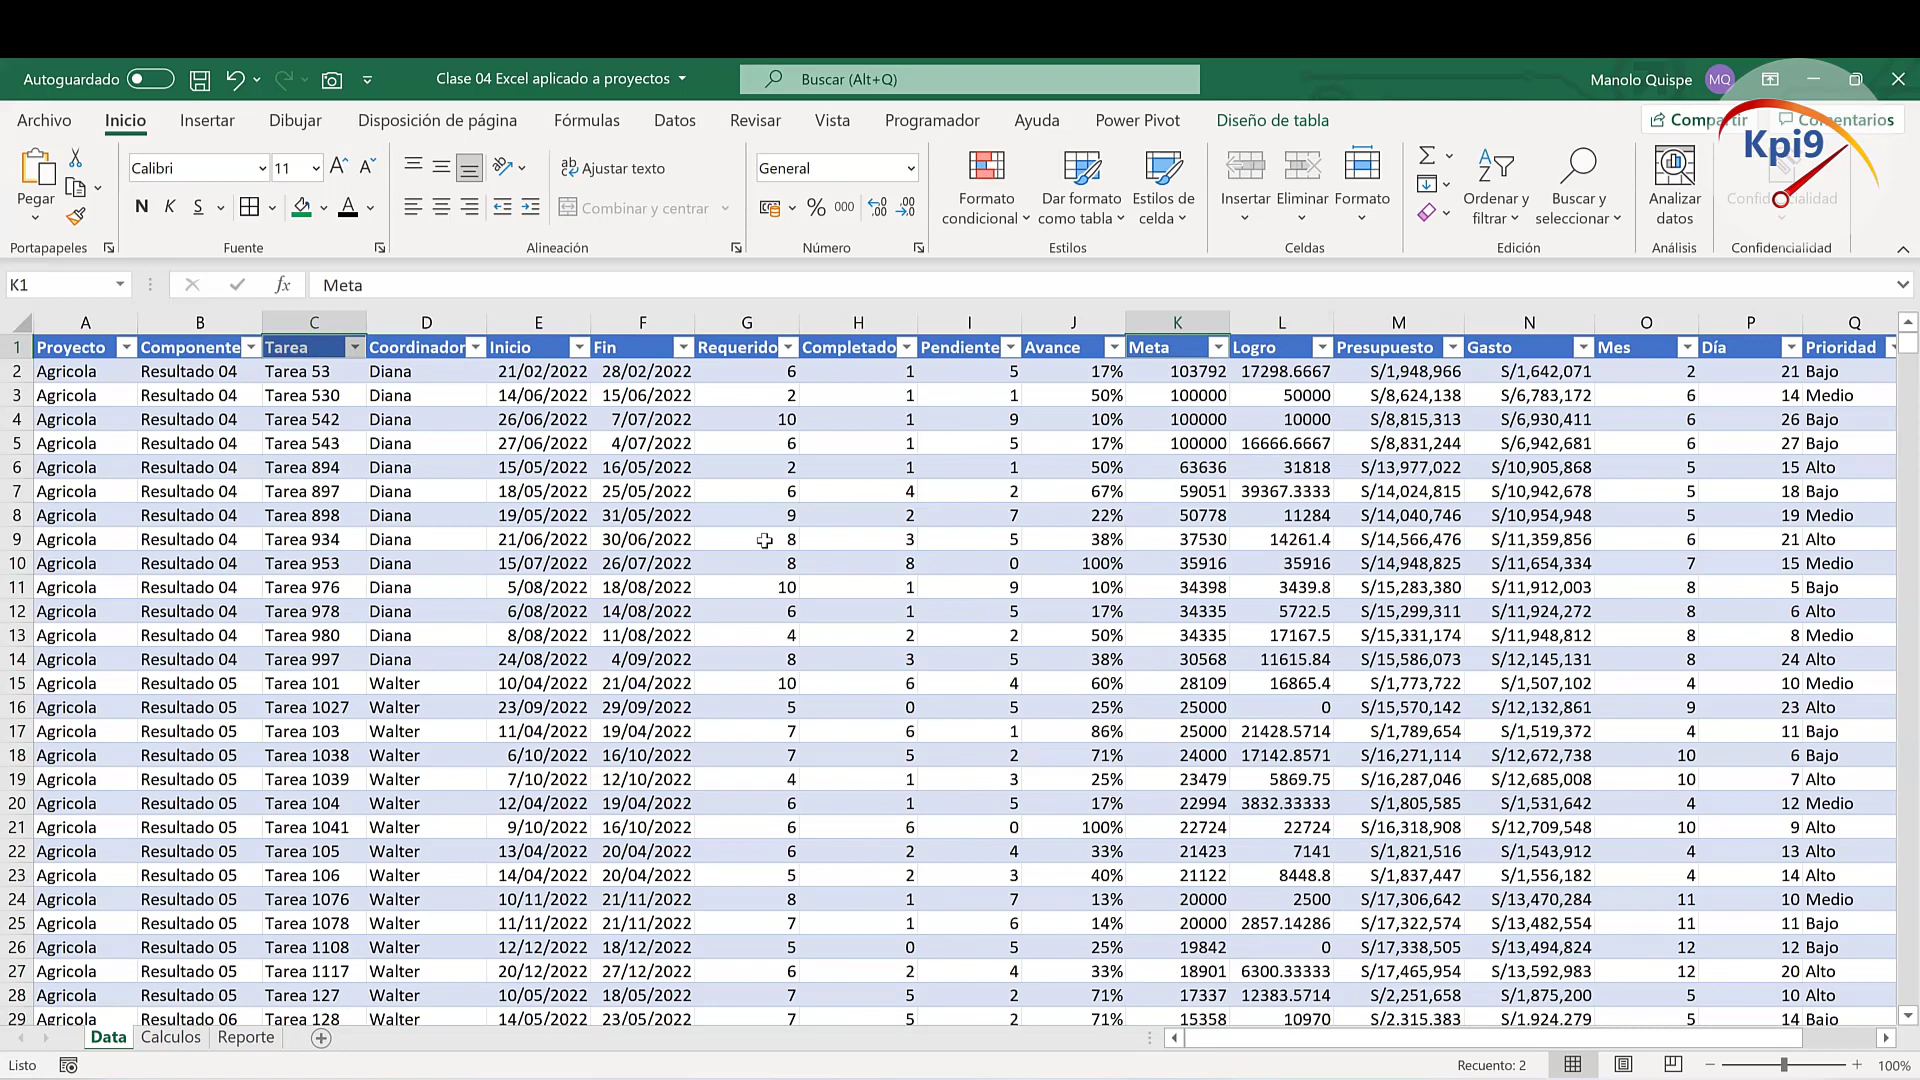 Autoguardado Clase 04 Excel aplicado a proyectos Buscar (Alt+Q) Manolo Quispe MQ
Archivo Inicio Insertar Dibujar Disposición de página Fórmulas Datos Revisar Vista Programador Ayuda Power Pivot Diseño de tabla Compartir Comentarios
Kpi9
Pegar Calibri 11 A A Ajustar texto General Formato condicional Dar formato como tabla Estilos de celda Insertar Eliminar Formato Ordenar y filtrar Buscar y seleccionar Analizar datos Confidencialidad
N K S A Combinar y centrar % 000
Portapapeles Fuente Alineación Número Estilos Celdas Edición Análisis Confidencialidad
K1 fx Meta
A B C D E F G H I J K L M N O P Q
1 Proyecto Componente Tarea Coordinador Inicio Fin Requerido Completado Pendiente Avance Meta Logro Presupuesto Gasto Mes Día Prioridad
2 Agricola Resultado 04 Tarea 53 Diana 21/02/2022 28/02/2022 6 1 5 17% 103792 17298.6667 S/1,948,966 S/1,642,071 2 21 Bajo
3 Agricola Resultado 04 Tarea 530 Diana 14/06/2022 15/06/2022 2 1 1 50% 100000 50000 S/8,624,138 S/6,783,172 6 14 Medio
4 Agricola Resultado 04 Tarea 542 Diana 26/06/2022 7/07/2022 10 1 9 10% 100000 10000 S/8,815,313 S/6,930,411 6 26 Bajo
5 Agricola Resultado 04 Tarea 543 Diana 27/06/2022 4/07/2022 6 1 5 17% 100000 16666.6667 S/8,831,244 S/6,942,681 6 27 Bajo
6 Agricola Resultado 04 Tarea 894 Diana 15/05/2022 16/05/2022 2 1 1 50% 63636 31818 S/13,977,022 S/10,905,868 5 15 Alto
7 Agricola Resultado 04 Tarea 897 Diana 18/05/2022 25/05/2022 6 4 2 67% 59051 39367.3333 S/14,024,815 S/10,942,678 5 18 Bajo
8 Agricola Resultado 04 Tarea 898 Diana 19/05/2022 31/05/2022 9 2 7 22% 50778 11284 S/14,040,746 S/10,954,948 5 19 Medio
9 Agricola Resultado 04 Tarea 934 Diana 21/06/2022 30/06/2022 8 3 5 38% 37530 14261.4 S/14,566,476 S/11,359,856 6 21 Alto
10 Agricola Resultado 04 Tarea 953 Diana 15/07/2022 26/07/2022 8 8 0 100% 35916 35916 S/14,948,825 S/11,654,334 7 15 Medio
11 Agricola Resultado 04 Tarea 976 Diana 5/08/2022 18/08/2022 10 1 9 10% 34398 3439.8 S/15,283,380 S/11,912,003 8 5 Bajo
12 Agricola Resultado 04 Tarea 978 Diana 6/08/2022 14/08/2022 6 1 5 17% 34335 5722.5 S/15,299,311 S/11,924,272 8 6 Alto
13 Agricola Resultado 04 Tarea 980 Diana 8/08/2022 11/08/2022 4 2 2 50% 34335 17167.5 S/15,331,174 S/11,948,812 8 8 Medio
14 Agricola Resultado 04 Tarea 997 Diana 24/08/2022 4/09/2022 8 3 5 38% 30568 11615.84 S/15,586,073 S/12,145,131 8 24 Alto
15 Agricola Resultado 05 Tarea 101 Walter 10/04/2022 21/04/2022 10 6 4 60% 28109 16865.4 S/1,773,722 S/1,507,102 4 10 Medio
16 Agricola Resultado 05 Tarea 1027 Walter 23/09/2022 29/09/2022 5 0 5 25% 25000 0 S/15,570,142 S/12,132,861 9 23 Alto
17 Agricola Resultado 05 Tarea 103 Walter 11/04/2022 19/04/2022 7 6 1 86% 25000 21428.5714 S/1,789,654 S/1,519,372 4 11 Bajo
18 Agricola Resultado 05 Tarea 1038 Walter 6/10/2022 16/10/2022 7 5 2 71% 24000 17142.8571 S/16,271,114 S/12,672,738 10 6 Bajo
19 Agricola Resultado 05 Tarea 1039 Walter 7/10/2022 12/10/2022 4 1 3 25% 23479 5869.75 S/16,287,046 S/12,685,008 10 7 Alto
20 Agricola Resultado 05 Tarea 104 Walter 12/04/2022 19/04/2022 6 1 5 17% 22994 3832.33333 S/1,805,585 S/1,531,642 4 12 Medio
21 Agricola Resultado 05 Tarea 1041 Walter 9/10/2022 16/10/2022 6 6 0 100% 22724 22724 S/16,318,908 S/12,709,548 10 9 Alto
22 Agricola Resultado 05 Tarea 105 Walter 13/04/2022 20/04/2022 6 2 4 33% 21423 7141 S/1,821,516 S/1,543,912 4 13 Alto
23 Agricola Resultado 05 Tarea 106 Walter 14/04/2022 20/04/2022 5 2 3 40% 21122 8448.8 S/1,837,447 S/1,556,182 4 14 Alto
24 Agricola Resultado 05 Tarea 1076 Walter 10/11/2022 21/11/2022 8 1 7 13% 20000 2500 S/17,306,642 S/13,470,284 11 10 Medio
25 Agricola Resultado 05 Tarea 1078 Walter 11/11/2022 21/11/2022 7 1 6 14% 20000 2857.14286 S/17,322,574 S/13,482,554 11 11 Bajo
26 Agricola Resultado 05 Tarea 1108 Walter 12/12/2022 18/12/2022 5 0 5 25% 19842 0 S/17,338,505 S/13,494,824 12 12 Bajo
27 Agricola Resultado 05 Tarea 1117 Walter 20/12/2022 27/12/2022 6 2 4 33% 18901 6300.33333 S/17,465,954 S/13,592,983 12 20 Alto
28 Agricola Resultado 05 Tarea 127 Walter 10/05/2022 18/05/2022 7 5 2 71% 17337 12383.5714 S/2,251,658 S/1,875,200 5 10 Alto
29 Agricola Resultado 06 Tarea 128 Walter 14/05/2022 23/05/2022 7 5 2 71% 15358 10970 S/2,315,383 S/1,924,279 5 14 Bajo
Data Calculos Reporte
Listo Recuento: 2 100%